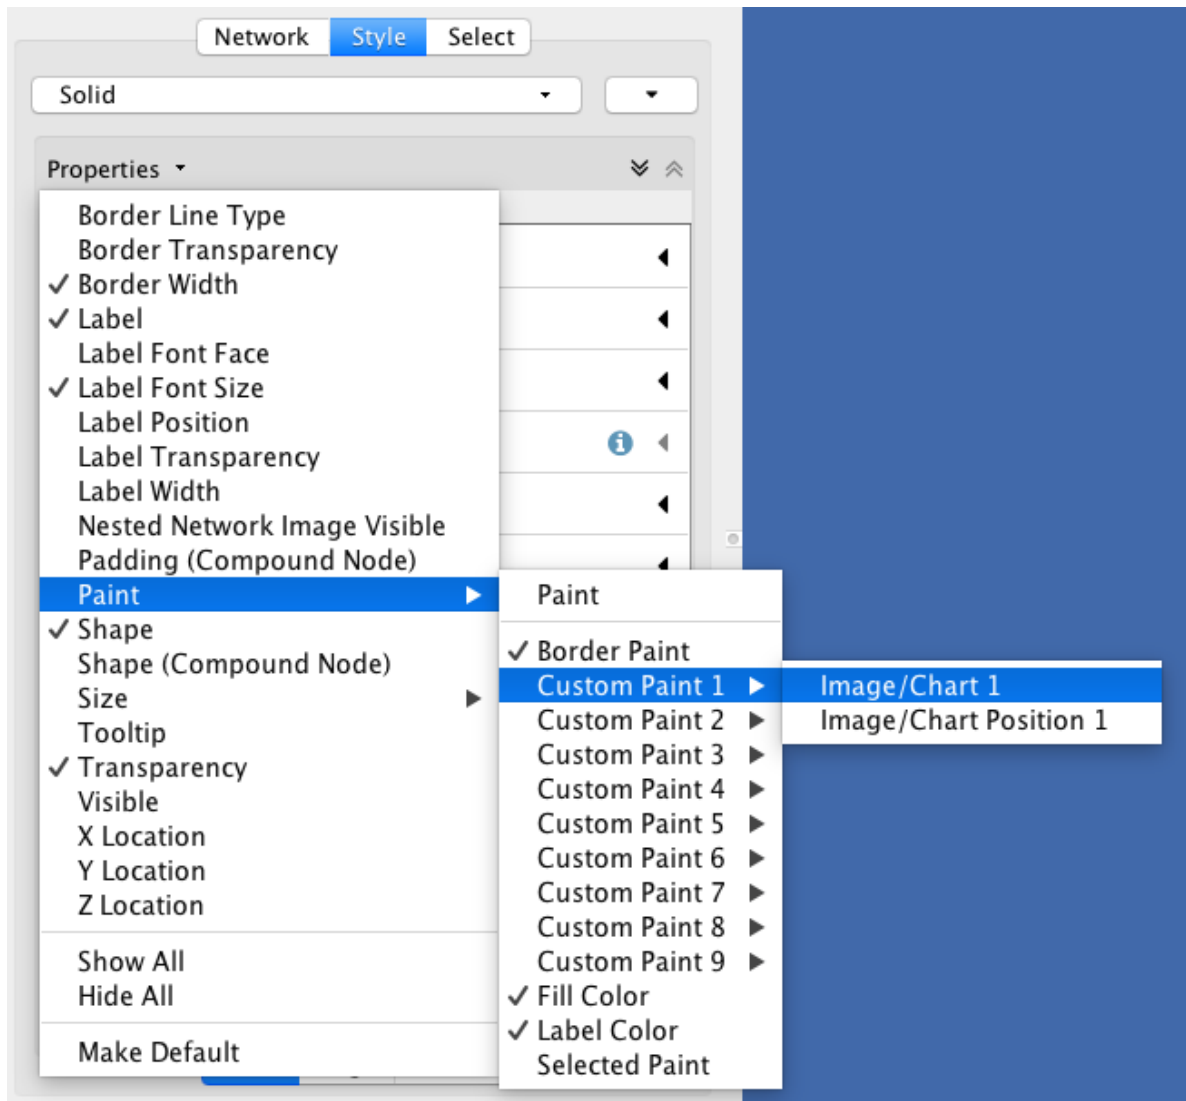 Network Style Select
Solid
Properties
Border Line Type
Border Transparency
Border Width
Label
Label Font Face
Label Font Size
Label Position
Label Transparency
Label Width
Nested Network Image Visible
Padding (Compound Node)
Paint
Shape
Shape (Compound Node)
Size
Tooltip
Transparency
Visible
X Location
Y Location
Z Location
Show All
Hide All
Make Default
Paint
Border Paint
Custom Paint 1
Custom Paint 2
Custom Paint 3
Custom Paint 4
Custom Paint 5
Custom Paint 6
Custom Paint 7
Custom Paint 8
Custom Paint 9
Fill Color
Label Color
Selected Paint
Image/Chart 1
Image/Chart Position 1